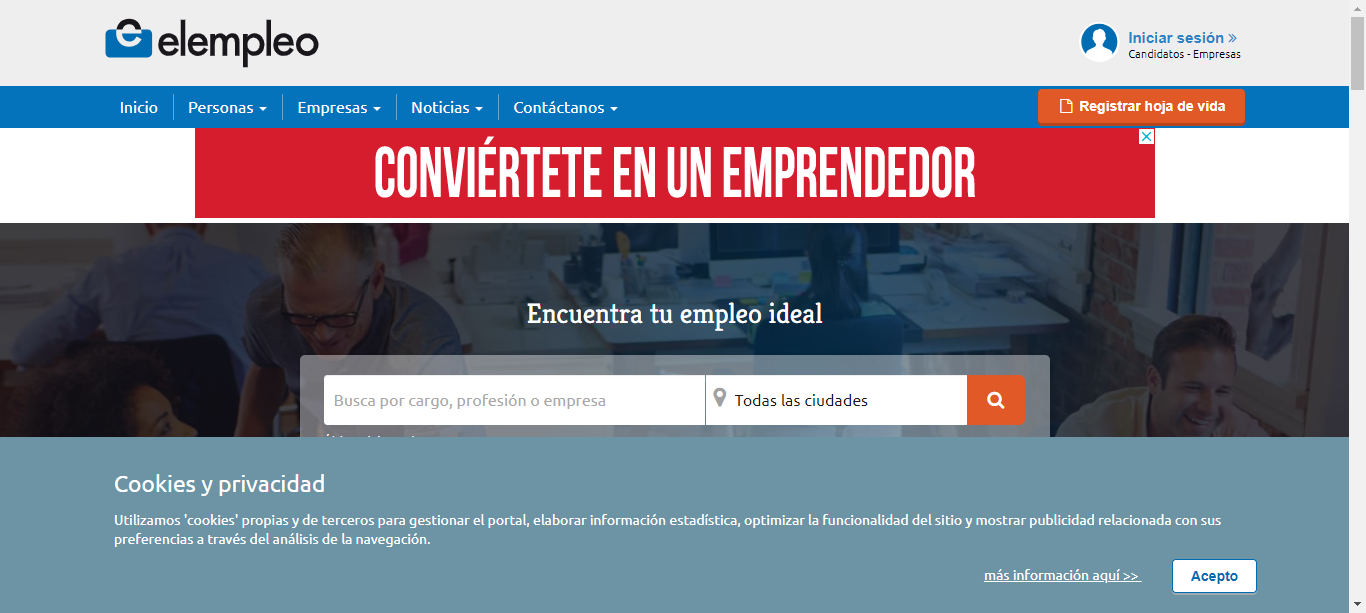 elempleo
Iniciar sesión »
Candidatos - Empresas
Inicio
Personas
Empresas
Noticias
Contáctanos
Registrar hoja de vida
CONVIÉRTETE EN UN EMPRENDEDOR
Encuentra tu empleo ideal
Busca por cargo, profesión o empresa
Todas las ciudades
Cookies y privacidad
Utilizamos 'cookies' propias y de terceros para gestionar el portal, elaborar información estadística, optimizar la funcionalidad del sitio y mostrar publicidad relacionada con sus
preferencias a través del análisis de la navegación.
más información aquí >>
Acepto